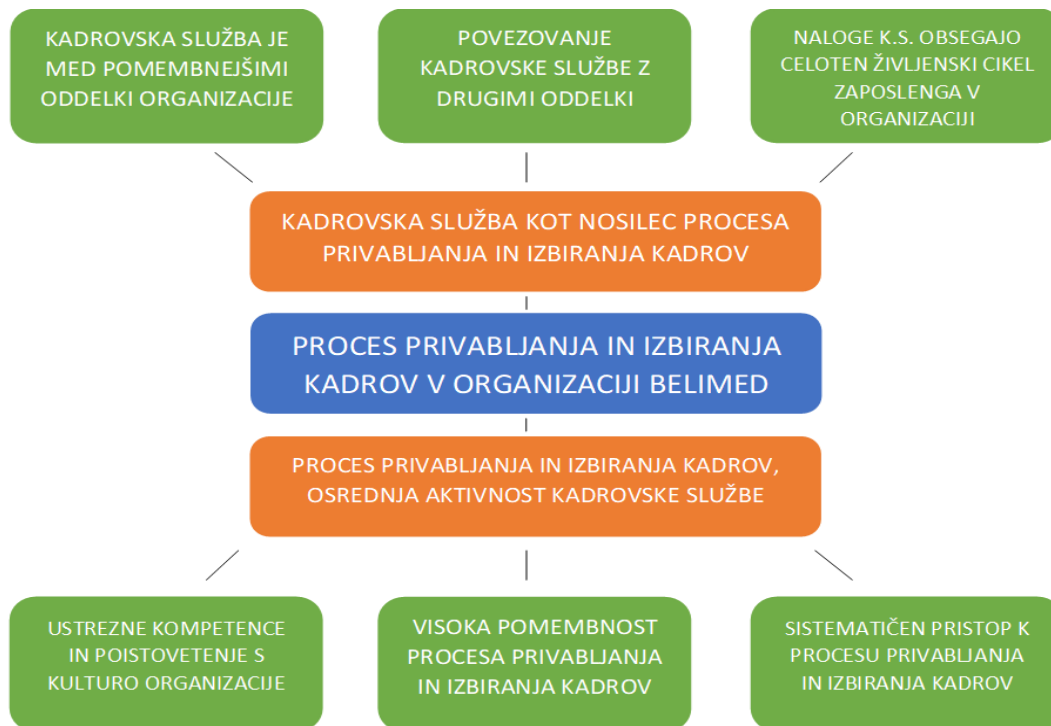 KADROVSKA SLUŽBA JE
MED POMEMBNEJŠIMI
ODDELKI ORGANIZACIJE
POVEZOVANJE
KADROVSKE SLUŽBE Z
DRUGIMI ODDELKI
NALOGE K.S. OBSEGAJO
CELOTEN ŽIVLJENSKI CIKEL
ZAPOSLENGA V
ORGANIZACIJI
KADROVSKA SLUŽBA KOT NOSILEC PROCESA
PRIVABLJANJA IN IZBIRANJA KADROV
PROCES PRIVABLJANJA IN IZBIRANJA
KADROV V ORGANIZACIJI BELIMED
PROCES PRIVABLJANJA IN IZBIRANJA KADROV,
OSREDNJA AKTIVNOST KADROVSKE SLUŽBE
USTREZNE KOMPETENCE
IN POISTOVETENJE S
KULTURO ORGANIZACIJE
VISOKA POMEMBNOST
PROCESA PRIVABLJANJA
IN IZBIRANJA KADROV
SISTEMATIČEN PRISTOP K
PROCESU PRIVABLJANJA
IN IZBIRANJA KADROV